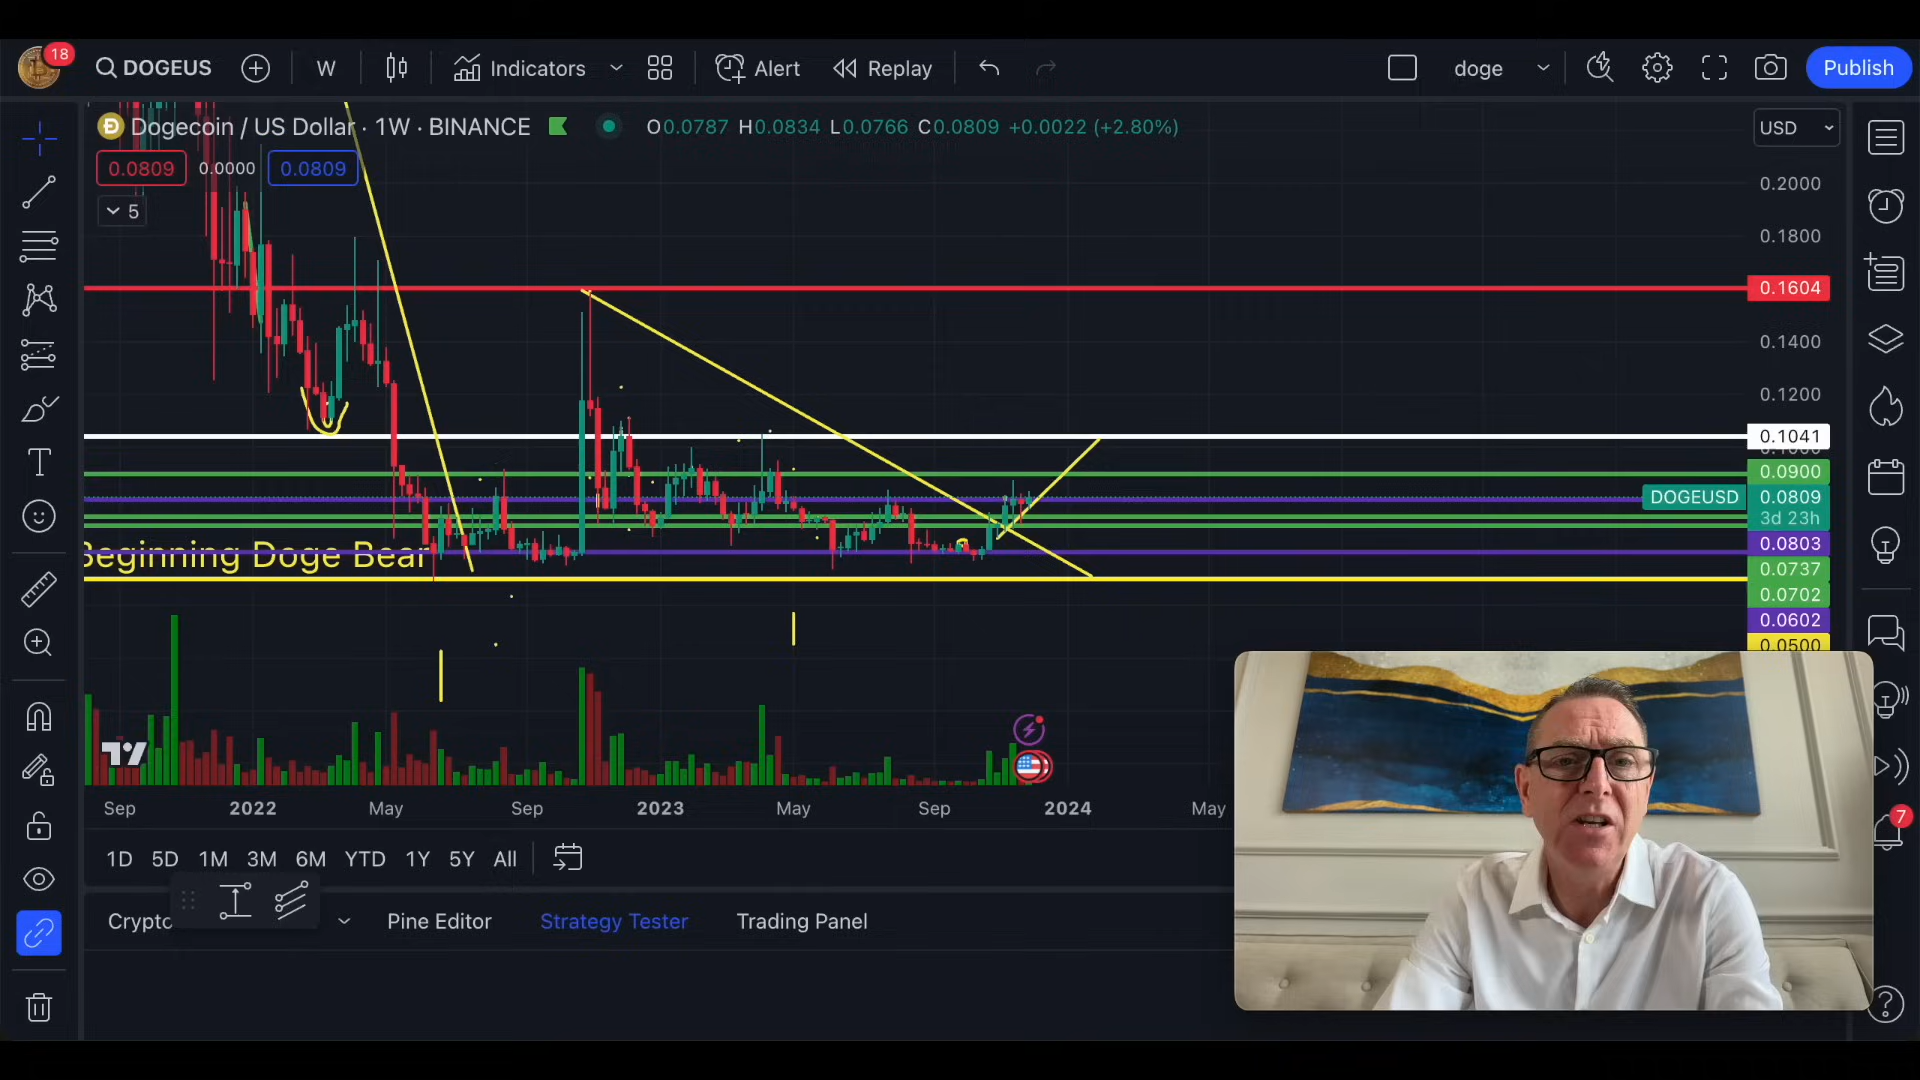 18
DOGEUS W Indicators Alert Replay doge Publish
Dogecoin / US Dollar · 1W · BINANCE O0.0787 H0.0834 L0.0766 C0.0809 +0.0022 (+2.80%) USD
0.0809 0.0000 0.0809
5
0.2000
0.1800
0.1604
0.1400
0.1200
0.1041
0.1000
0.0900
DOGEUSD 0.0809
3d 23h
0.0803
0.0737
0.0702
0.0602
0.0500
Beginning Doge Bear
Sep 2022 May Sep 2023 May Sep 2024 May
7
1D 5D 1M 3M 6M YTD 1Y 5Y All
Crypto Pine Editor Strategy Tester Trading Panel